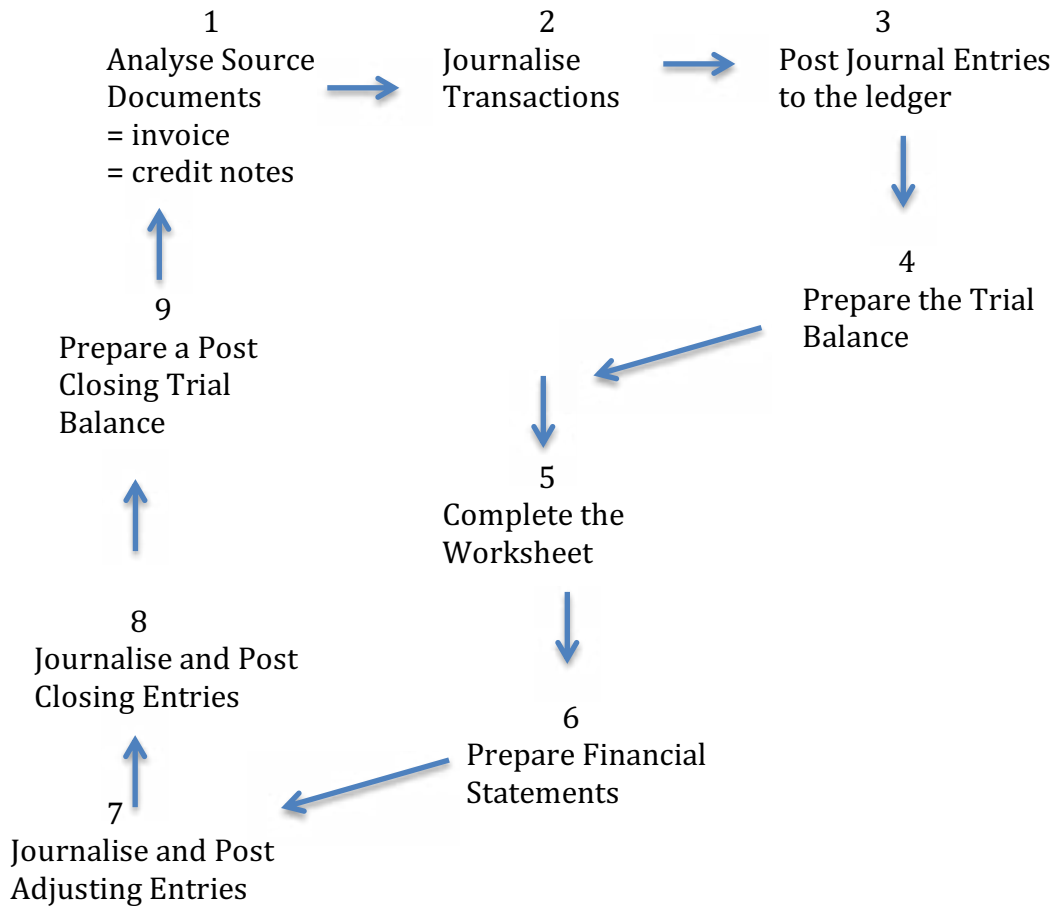 1
Analyse Source
Documents
= invoice
= credit notes
2
Journalise
Transactions
3
Post Journal Entries
to the ledger
4
Prepare the Trial
Balance
5
Complete the
Worksheet
6
Prepare Financial
Statements
7
Journalise and Post
Adjusting Entries
8
Journalise and Post
Closing Entries
9
Prepare a Post
Closing Trial
Balance